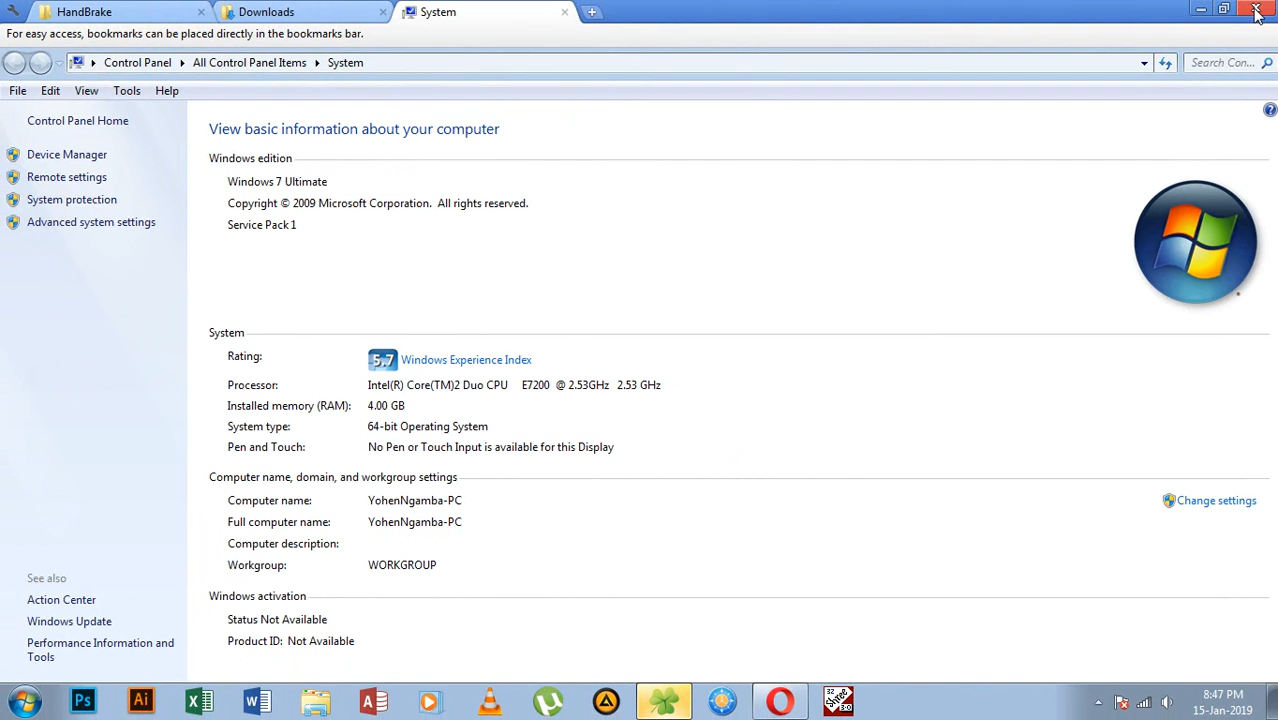 HandBrake
Downloads
System
For easy access, bookmarks can be placed directly in the bookmarks bar.
Control Panel
All Control Panel Items
System
Search Con...
File Edit View Tools Help
Control Panel Home
Device Manager
Remote settings
System protection
Advanced system settings
View basic information about your computer
Windows edition
Windows 7 Ultimate
Copyright © 2009 Microsoft Corporation. All rights reserved.
Service Pack 1
System
Rating: 5.7 Windows Experience Index
Processor: Intel(R) Core(TM)2 Duo CPU E7200 @ 2.53GHz 2.53 GHz
Installed memory (RAM): 4.00 GB
System type: 64-bit Operating System
Pen and Touch: No Pen or Touch Input is available for this Display
Computer name, domain, and workgroup settings
Computer name: YohenNgamba-PC
Change settings
Full computer name: YohenNgamba-PC
Computer description:
Workgroup: WORKGROUP
Windows activation
Status Not Available
Product ID: Not Available
See also
Action Center
Windows Update
Performance Information and
Tools
Ps
Ai
8:47 PM
15-Jan-2019